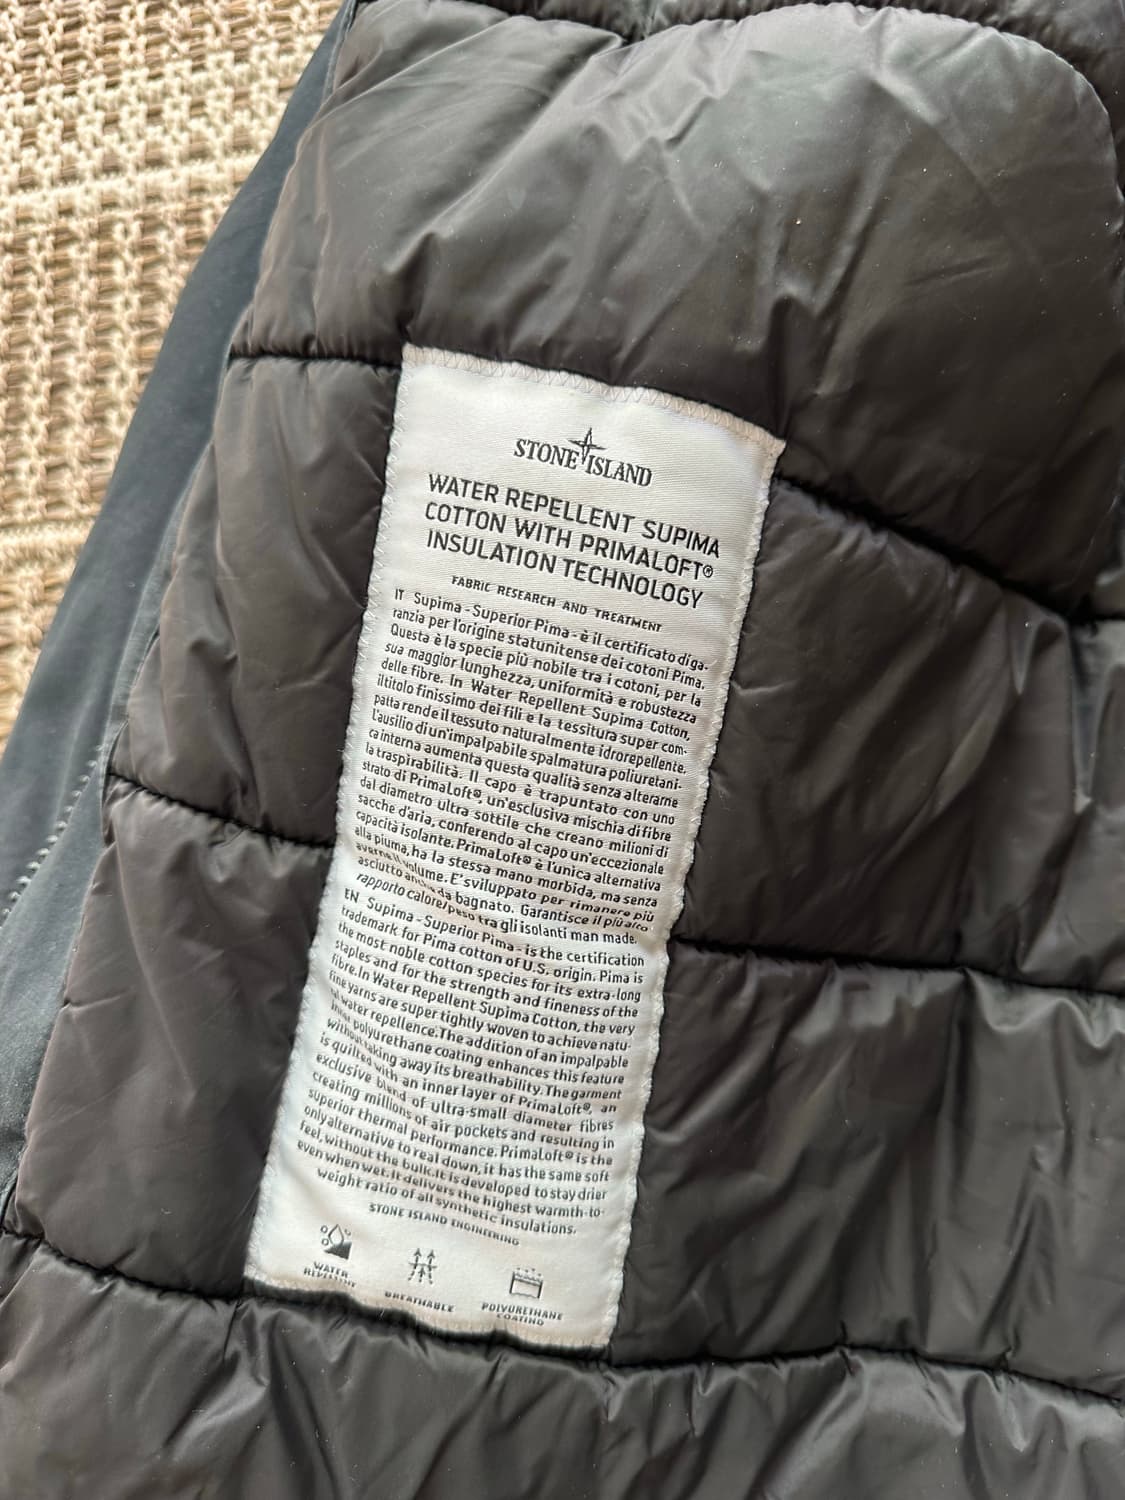 STONE ISLAND
WATER REPELLENT SUPIMA
COTTON WITH PRIMALOFT®
INSULATION TECHNOLOGY
FABRIC RESEARCH AND TREATMENT
IT Supima - Superior Pima - è il certificato di ga-
ranzia per l'origine statunitense dei cotoni Pima.
Questa è la specie più nobile tra i cotoni, per la
sua maggior lunghezza, uniformità e robustezza
delle fibre. In Water Repellent Supima Cotton,
il titolo finissimo dei fili e la tessitura super com-
patta rende il tessuto naturalmente idrorepellente.
L'ausilio di un'impalpabile spalmatura poliuretani-
ca interna aumenta questa qualità senza alterarne
la traspirabilità. Il capo è trapuntato con uno
strato di PrimaLoft®, un'esclusiva mischia di fibre
dal diametro ultra sottile che creano milioni di
sacche d'aria, conferendo al capo un'eccezionale
capacità isolante. PrimaLoft® è l'unica alternativa
alla piuma, ha la stessa mano morbida, ma senza
averne il volume. E' sviluppato per rimanere più
asciutto anche da bagnato. Garantisce il più alto
rapporto calore/peso tra gli isolanti man made.
EN Supima - Superior Pima - is the certification
trademark for Pima cotton of U.S. origin. Pima is
the most noble cotton species for its extra-long
staples and for the strength and fineness of the
fibre. In Water Repellent Supima Cotton, the very
fine yarns are super tightly woven to achieve natu-
ral water repellence. The addition of an impalpable
inner polyurethane coating enhances this feature
without taking away its breathability. The garment
is quilted with an inner layer of PrimaLoft®, an
exclusive blend of ultra-small diameter fibres
creating millions of air pockets and resulting in
superior thermal performance. PrimaLoft® is the
only alternative to real down, it has the same soft
feel, without the bulk. It is developed to stay drier
even when wet. It delivers the highest warmth-to-
weight ratio of all synthetic insulations.
STONE ISLAND ENGINEERING
WATER
REPELLENT
BREATHABLE
POLYURETHANE
COATING